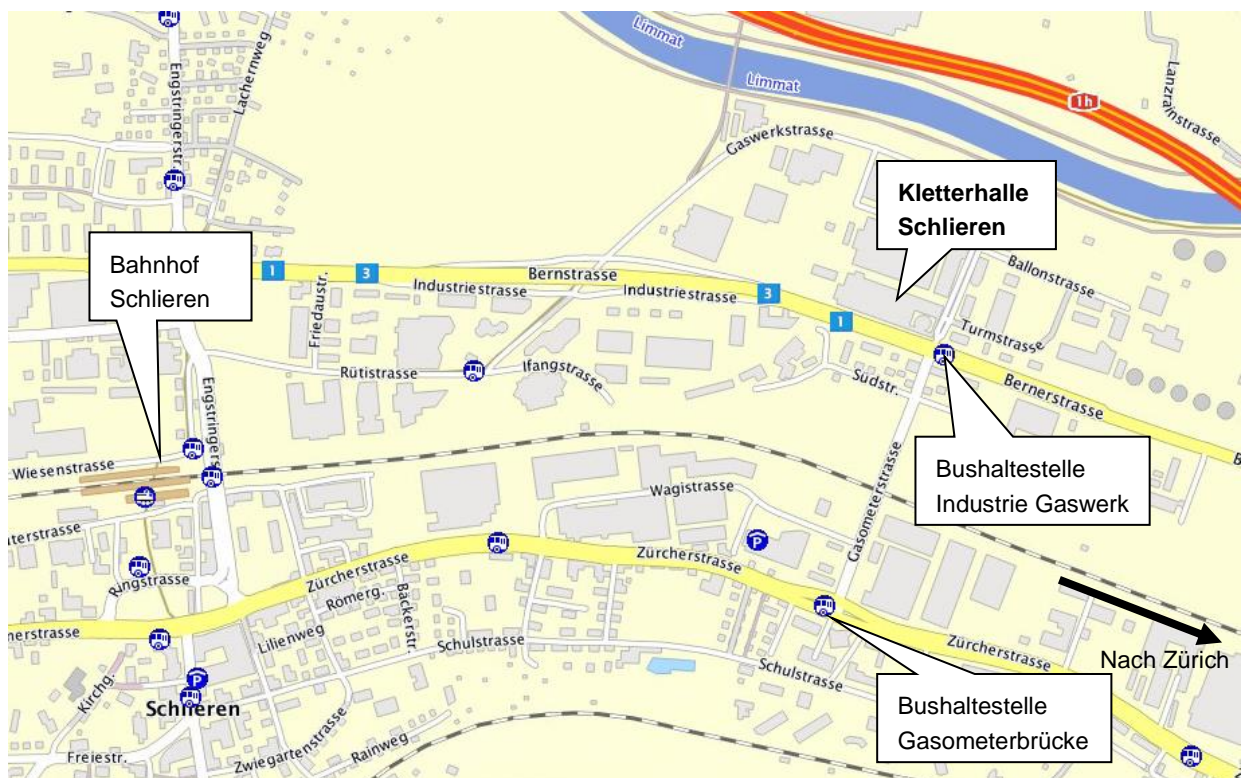 Limmat
Limmat
1h
Lanzrainstrasse
Engstringerstr.
Lachernweg
Gaswerkstrasse
Kletterhalle
Schlieren
Bahnhof
Schlieren
1
3
Bernstrasse
Industriestrasse
Industriestrasse
3
1
Ballonstrasse
Turmstrasse
Friedaustr.
Rütistrasse
Ifangstrasse
Südstr.
Bernerstrasse
Engstringers
Wiesenstrasse
Bushaltestelle
Industrie Gaswerk
Wagistrasse
Gasometerstrasse
P
terstrasse
Ringstrasse
Zürcherstrasse
Zürcherstrasse
Römerg.
Bäckerstr.
Lilienweg
Schulstrasse
nerstrasse
Zürcherstrasse
Nach Zürich
Schulstrasse
Kirchg.
P
Schlieren
Bushaltestelle
Gasometerbrücke
Freiestr.
Zwiegartenstrasse
Rainweg
B